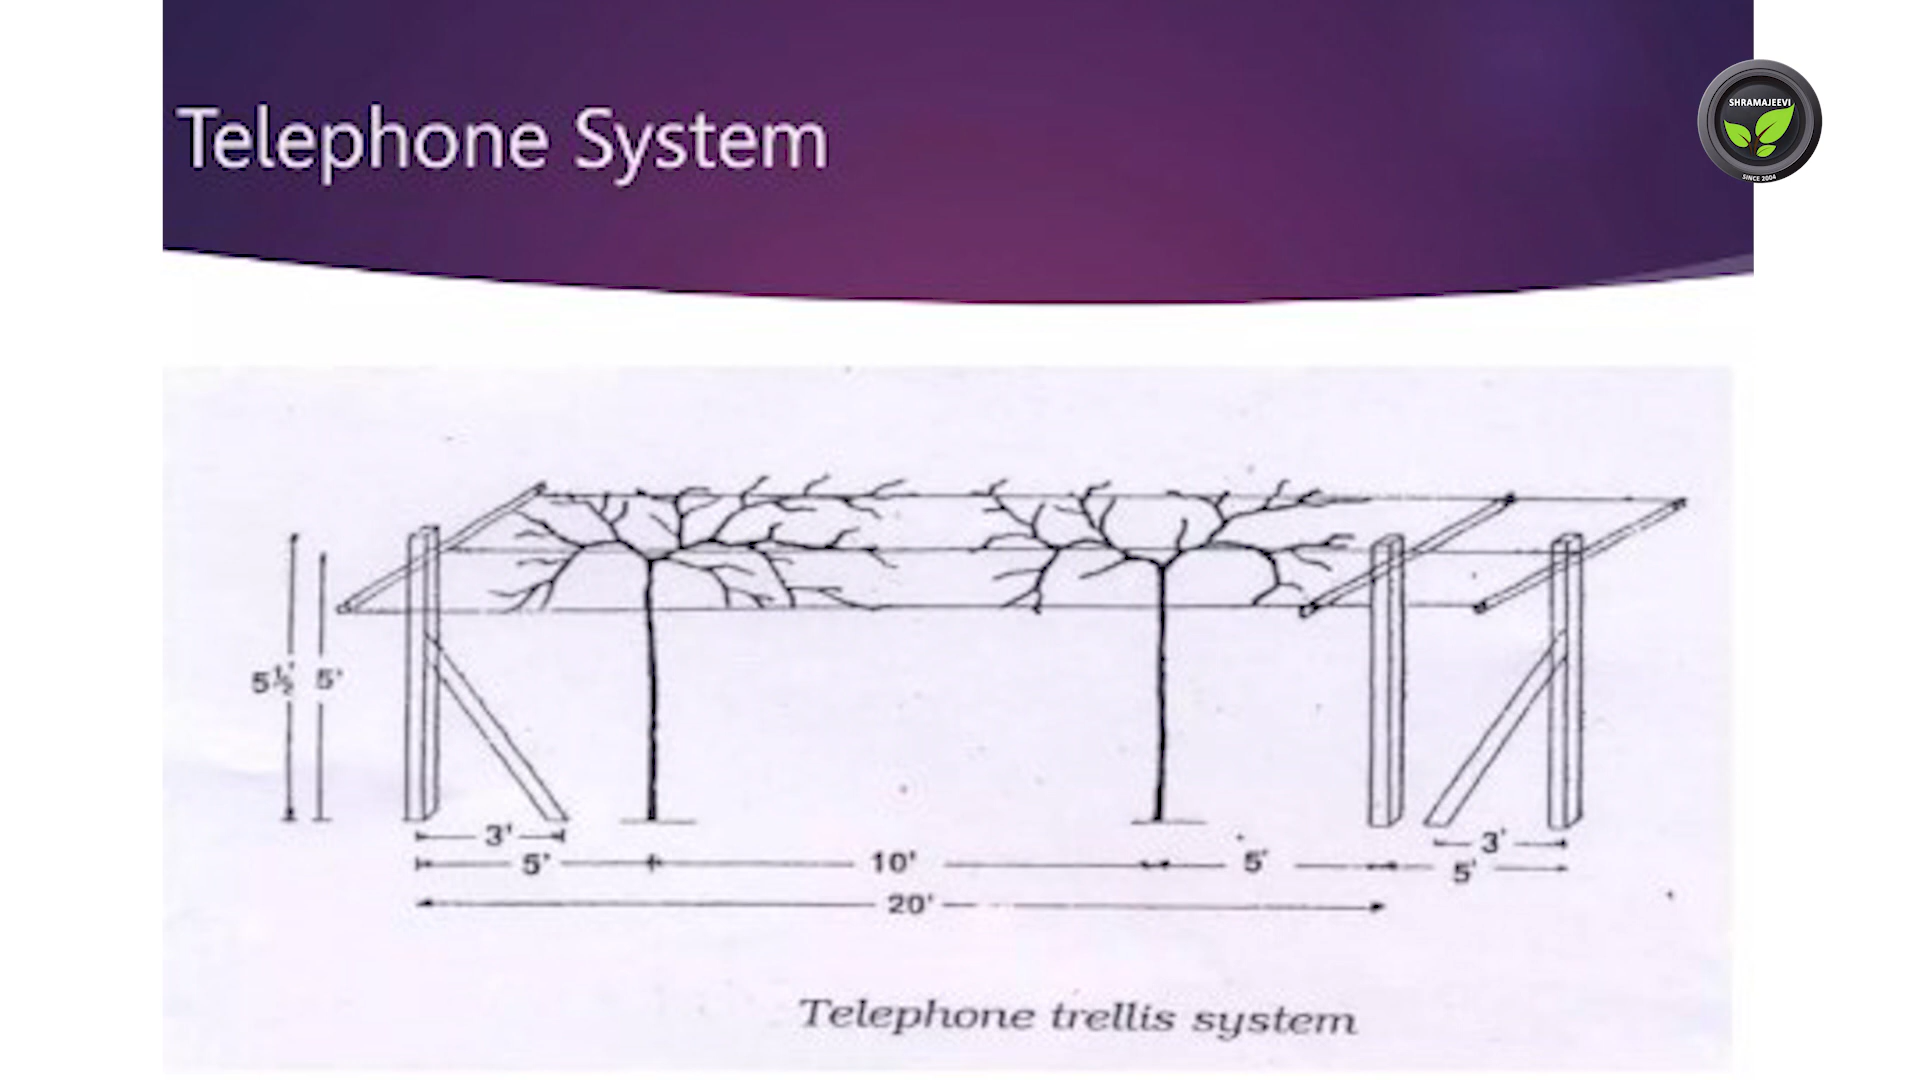 Telephone System
SHRAMAJEEVI
SINCE 2004
5½' 5'
3' 3'
5' 10' 5' 5'
20'
Telephone trellis system